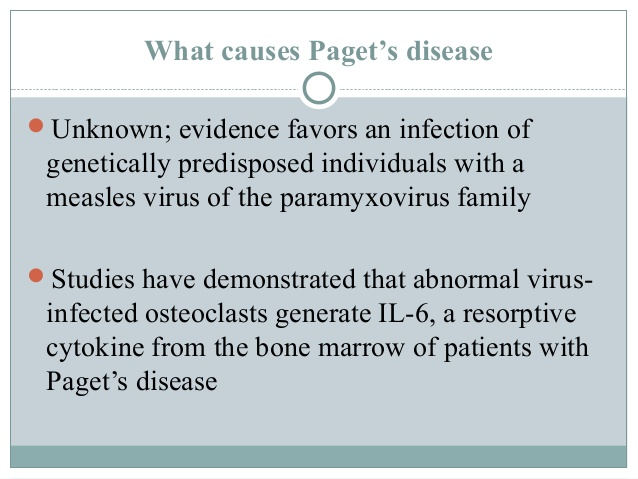 What causes Paget’s disease
Unknown; evidence favors an infection of
genetically predisposed individuals with a
measles virus of the paramyxovirus family
Studies have demonstrated that abnormal virus-
infected osteoclasts generate IL-6, a resorptive
cytokine from the bone marrow of patients with
Paget’s disease